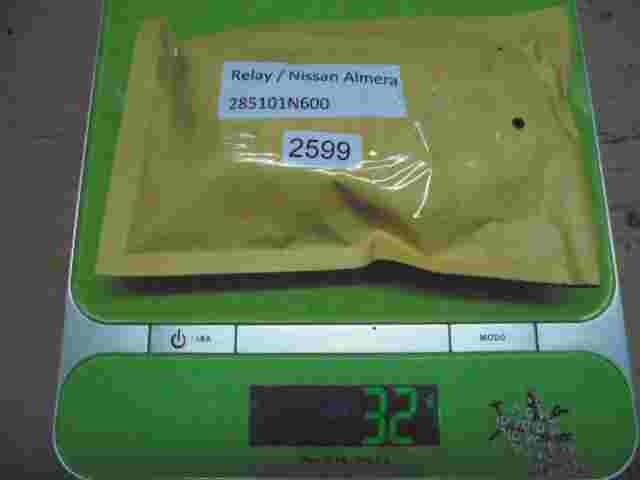 Relay / Nissan Almera
285101N600
2599
MODO
32